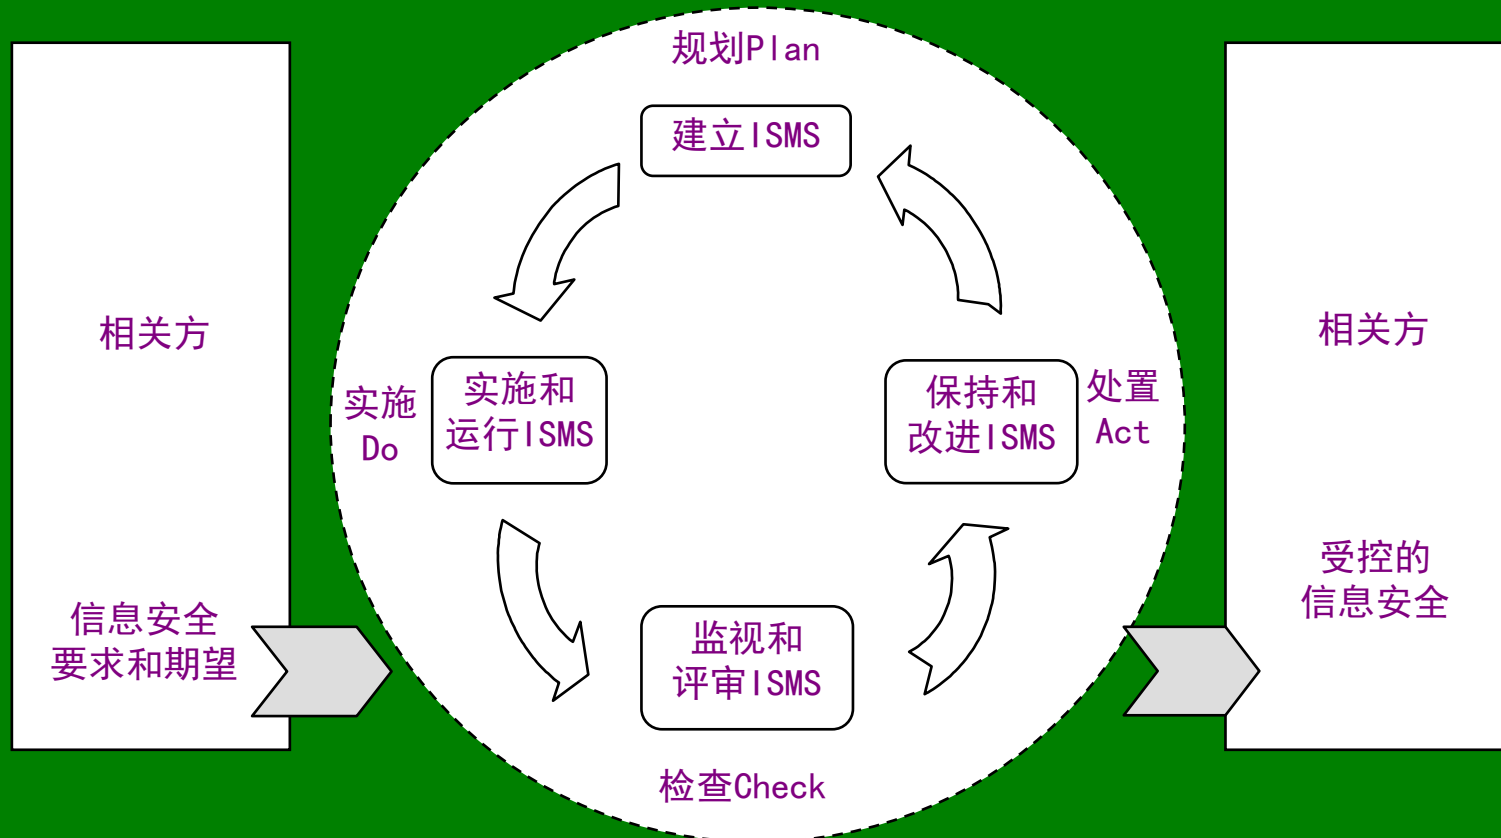 规划Plan
建立ISMS
相关方
相关方
实施
Do
实施和
运行ISMS
保持和
改进ISMS
处置
Act
信息安全
要求和期望
监视和
评审ISMS
受控的
信息安全
检查Check